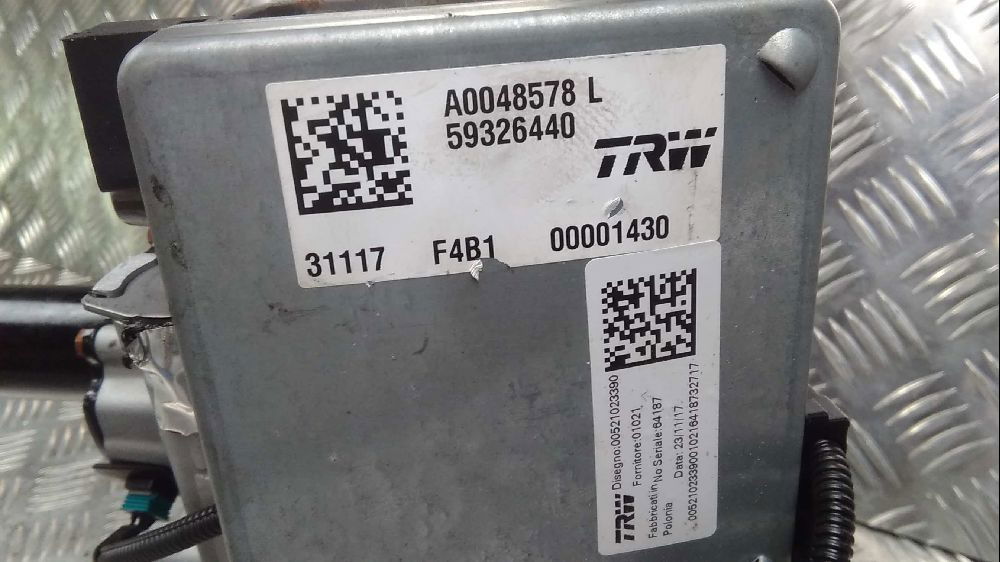 A0048578 L
59326440
TRW
31117 F4B1 00001430
TRW Disegno:00521023390
Fornitore:01021
Fabbricati in No Seriale:64187
Polonia Data: 23/11/17.
00521023390010216418732717